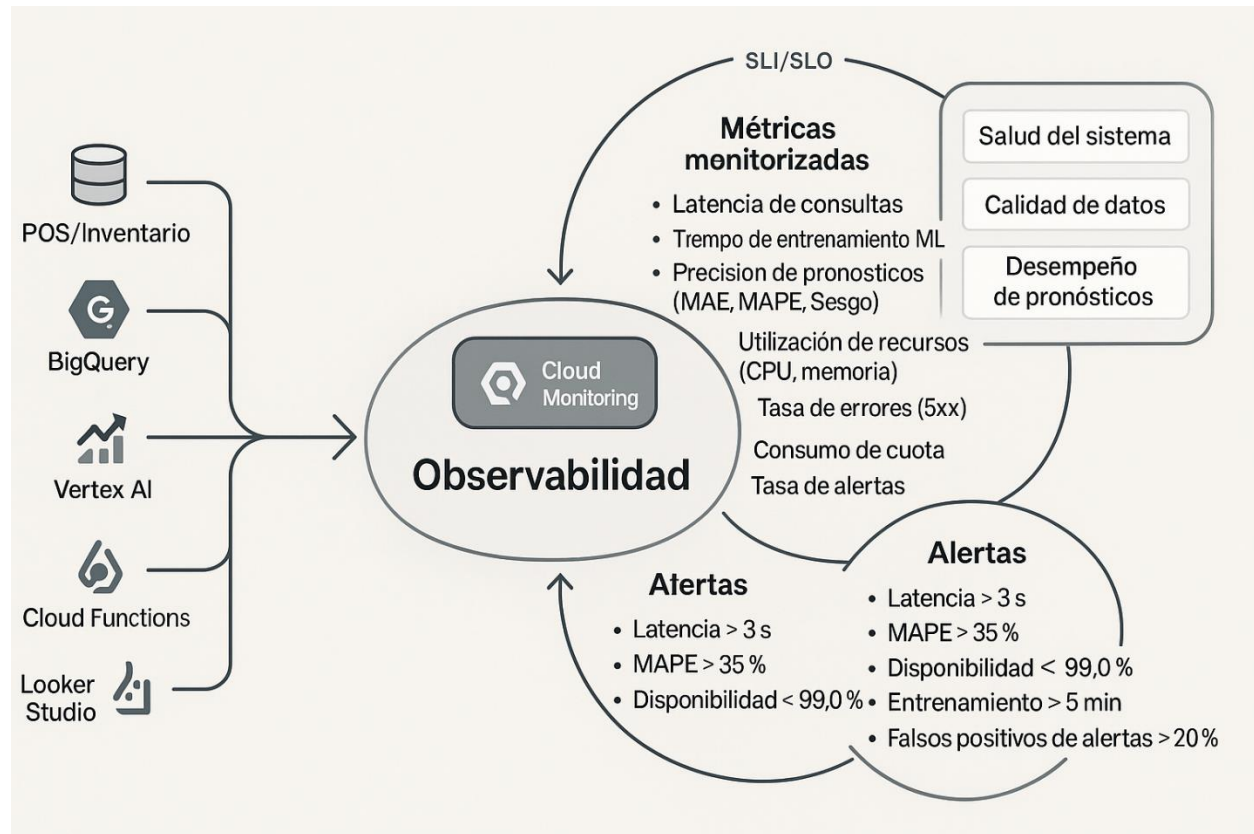 SLI/SLO
POS/Inventario
BigQuery
Vertex AI
Cloud Functions
Looker
Studio
Cloud
Monitoring
Observabilidad
Métricas
monitorizadas
• Latencia de consultas
• Trempo de entrenamiento ML
• Precision de pronosticos
(MAE, MAPE, Sesgo)
Utilización de recursos
(CPU, memoria)
Tasa de errores (5xx)
Consumo de cuota
Tasa de alertas
Salud del sistema
Calidad de datos
Desempeño
de pronósticos
Atertas
• Latencia > 3 s
• MAPE > 35 %
• Disponibilidad < 99,0 %
Alertas
• Latencia > 3 s
• MAPE > 35 %
• Disponibilidad < 99,0 %
• Entrenamiento > 5 min
• Falsos positivos de alertas > 20 %